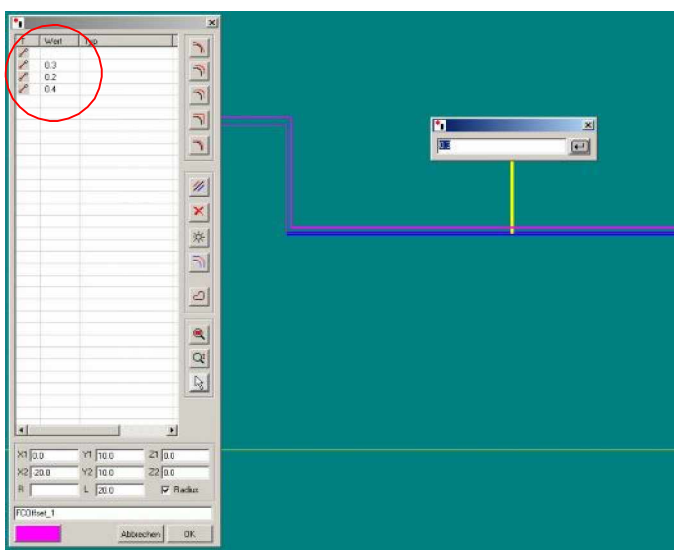 T Wert Typ
0.3
0.2
0.4
X1 0.0 Y1 10.0 Z1 0.0
X2 -20.0 Y2 10.0 Z2 0.0
R L 20.0 Radius
FCOffset_1
Abbrechen OK